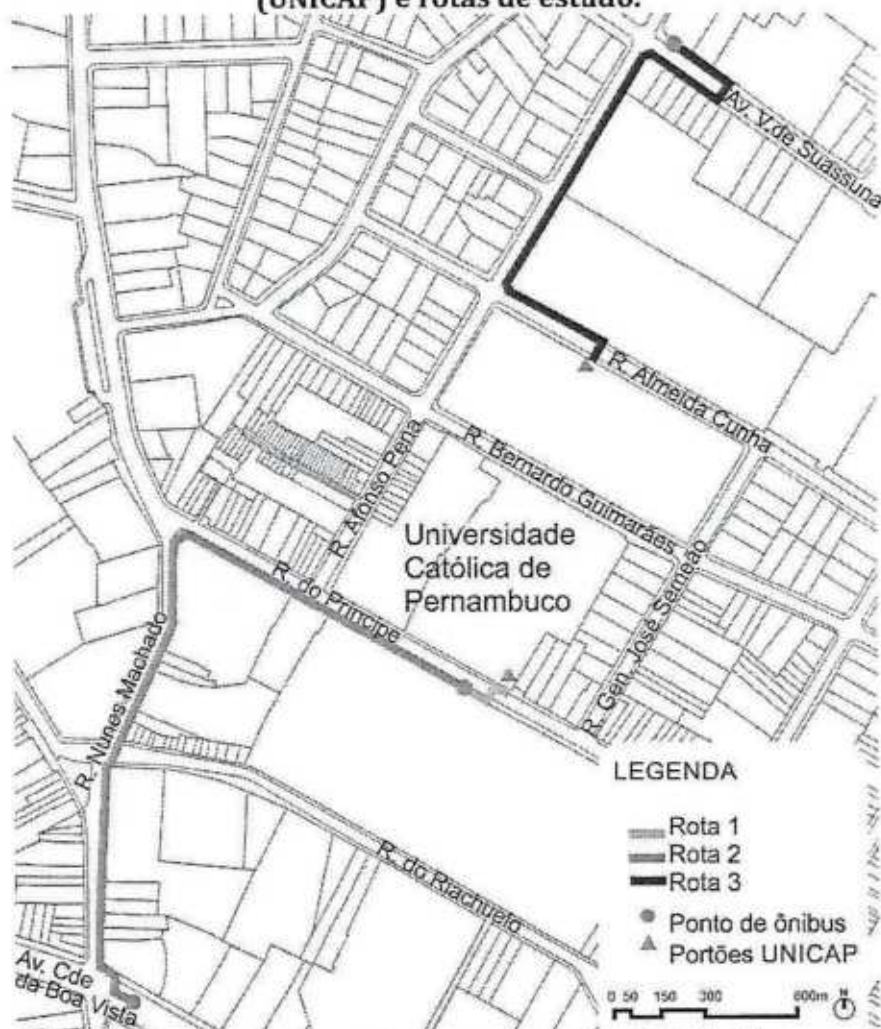 (UNICAP) e rotas de estudo.
Av. V.de Suassuna
R. Almeida Cunha
R. Bernardo Guimarães
R. Afonso Pena
Universidade
Católica de
Pernambuco
R. do Príncipe
R. Gen. José Semeão
R. Nunes Machado
R. do Riachuelo
Av. Cde
da Boa Vista
LEGENDA
Rota 1
Rota 2
Rota 3
Ponto de ônibus
Portões UNICAP
0 50 150 300 600m N